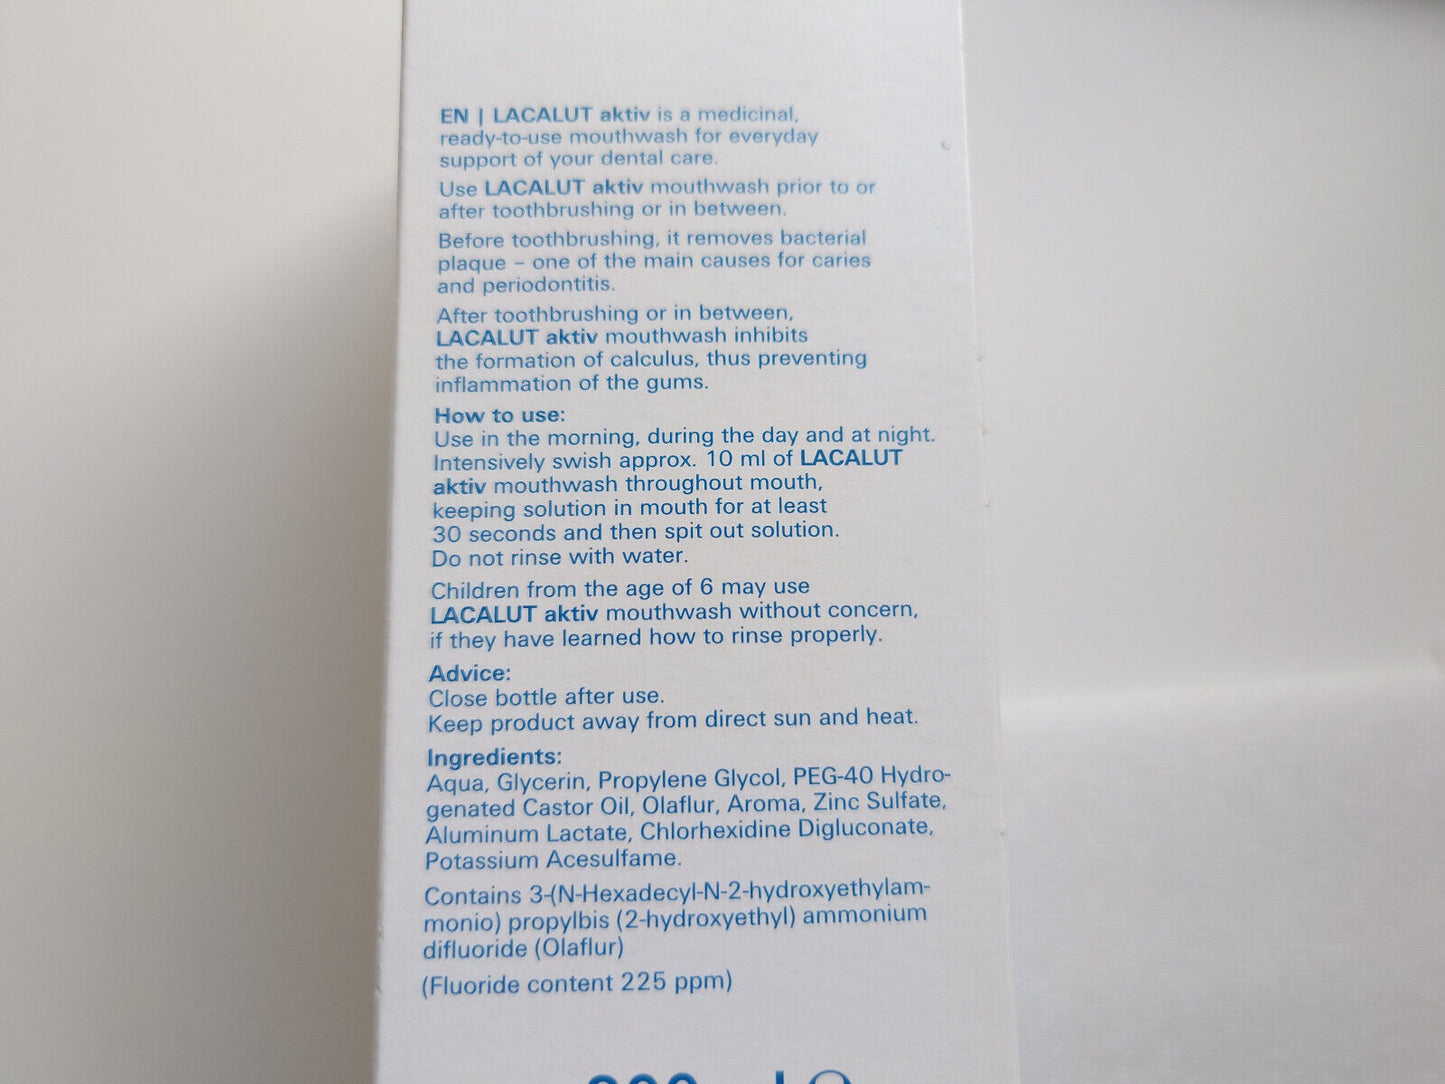 EN | LACALUT aktiv is a medicinal,
ready-to-use mouthwash for everyday
support of your dental care.
Use LACALUT aktiv mouthwash prior to or
after toothbrushing or in between.
Before toothbrushing, it removes bacterial
plaque – one of the main causes for caries
and periodontitis.
After toothbrushing or in between,
LACALUT aktiv mouthwash inhibits
the formation of calculus, thus preventing
inflammation of the gums.
How to use:
Use in the morning, during the day and at night.
Intensively swish approx. 10 ml of LACALUT
aktiv mouthwash throughout mouth,
keeping solution in mouth for at least
30 seconds and then spit out solution.
Do not rinse with water.
Children from the age of 6 may use
LACALUT aktiv mouthwash without concern,
if they have learned how to rinse properly.
Advice:
Close bottle after use.
Keep product away from direct sun and heat.
Ingredients:
Aqua, Glycerin, Propylene Glycol, PEG-40 Hydro-
genated Castor Oil, Olaflur, Aroma, Zinc Sulfate,
Aluminum Lactate, Chlorhexidine Digluconate,
Potassium Acesulfame.
Contains 3-(N-Hexadecyl-N-2-hydroxyethylam-
monio) propylbis (2-hydroxyethyl) ammonium
difluoride (Olaflur)
(Fluoride content 225 ppm)